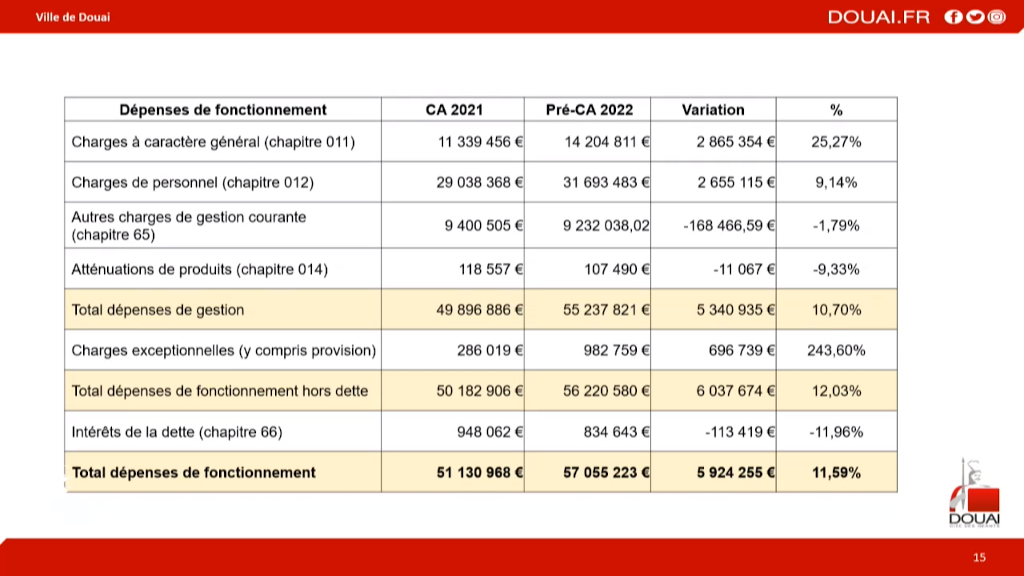 Ville de Douai
DOUAI.FR
Dépenses de fonctionnement CA 2021 Pré-CA 2022 Variation %
Charges à caractère général (chapitre 011) 11 339 456 € 14 204 811 € 2 865 354 € 25,27%
Charges de personnel (chapitre 012) 29 038 368 € 31 693 483 € 2 655 115 € 9,14%
Autres charges de gestion courante
(chapitre 65) 9 400 505 € 9 232 038,02 -168 466,59 € -1,79%
Atténuations de produits (chapitre 014) 118 557 € 107 490 € -11 067 € -9,33%
Total dépenses de gestion 49 896 886 € 55 237 821 € 5 340 935 € 10,70%
Charges exceptionnelles (y compris provision) 286 019 € 982 759 € 696 739 € 243,60%
Total dépenses de fonctionnement hors dette 50 182 906 € 56 220 580 € 6 037 674 € 12,03%
Intérêts de la dette (chapitre 66) 948 062 € 834 643 € -113 419 € -11,96%
Total dépenses de fonctionnement 51 130 968 € 57 055 223 € 5 924 255 € 11,59%
DOUAI
15